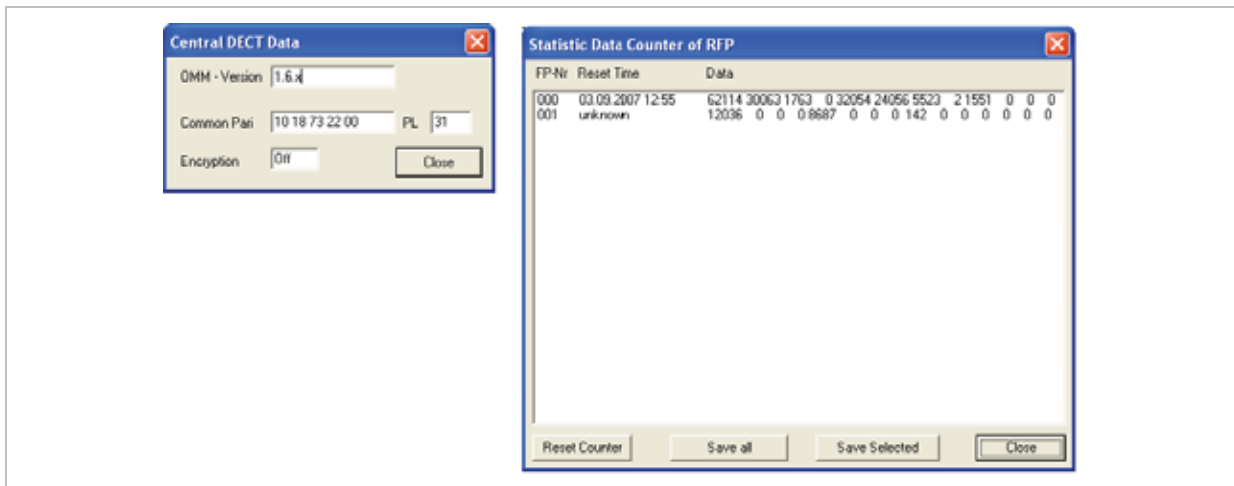 Central DECT Data
OMM - Version 1.6.x
Common Pari 10 18 73 22 00 PL 31
Encryption Off Close
Statistic Data Counter of RFP
FP-Nr Reset Time Data
000 03.09.2007 12:55 62114 30063 1763 0 32054 24056 5523 2 1551 0 0 0
001 unknown 12036 0 0 0 8687 0 0 0 142 0 0 0 0 0 0
Reset Counter Save all Save Selected Close